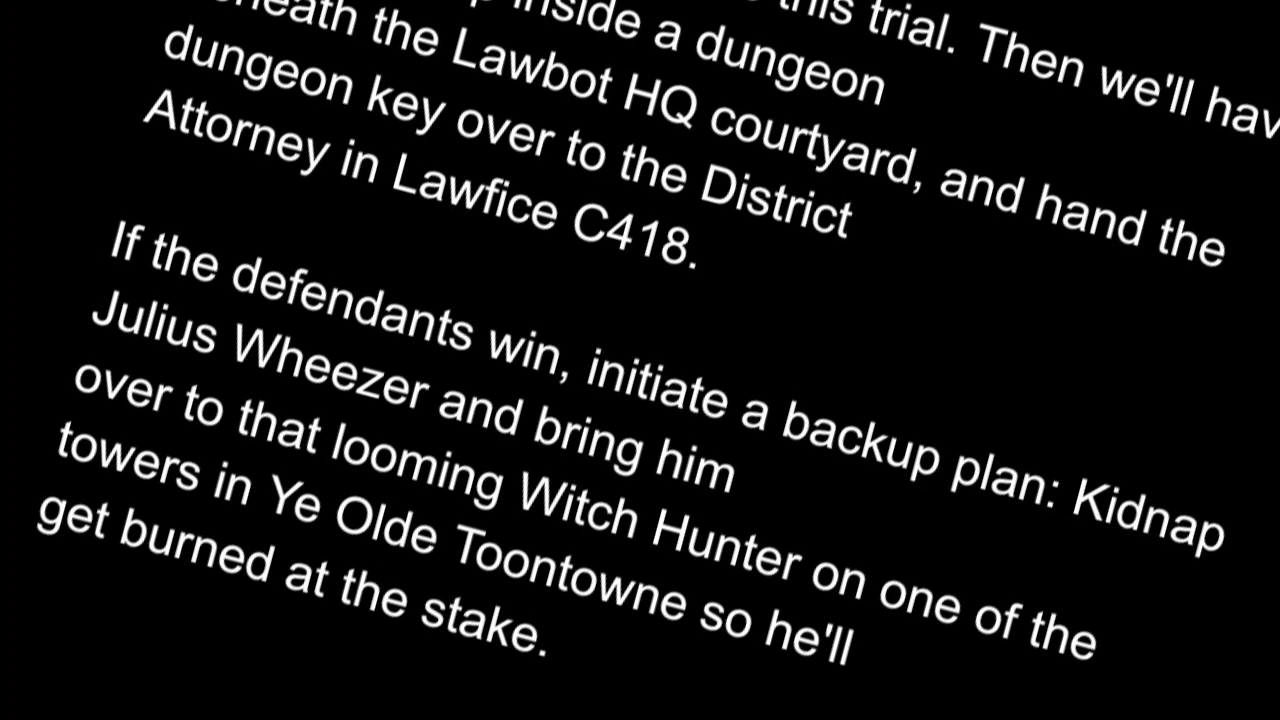 this trial. Then we'll hav
inside a dungeon
the Lawbot HQ courtyard, and hand the
dungeon key over to the District
Attorney in Lawfice C418.
If the defendants win, initiate a backup plan: Kidnap
Julius Wheezer and bring him
over to that looming Witch Hunter on one of the
towers in Ye Olde Toontowne so he'll
get burned at the stake.